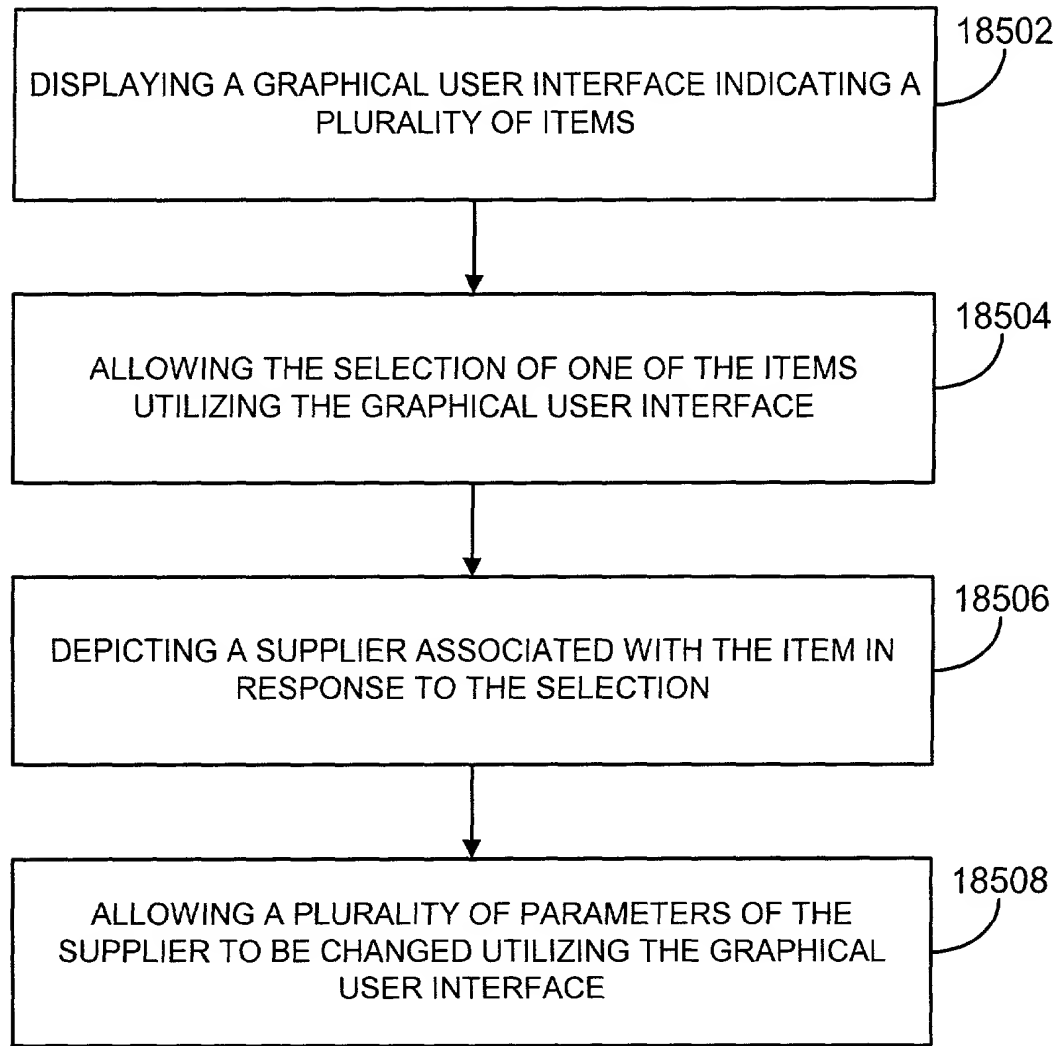 18502
DISPLAYING A GRAPHICAL USER INTERFACE INDICATING A
PLURALITY OF ITEMS
18504
ALLOWING THE SELECTION OF ONE OF THE ITEMS
UTILIZING THE GRAPHICAL USER INTERFACE
18506
DEPICTING A SUPPLIER ASSOCIATED WITH THE ITEM IN
RESPONSE TO THE SELECTION
18508
ALLOWING A PLURALITY OF PARAMETERS OF THE
SUPPLIER TO BE CHANGED UTILIZING THE GRAPHICAL
USER INTERFACE